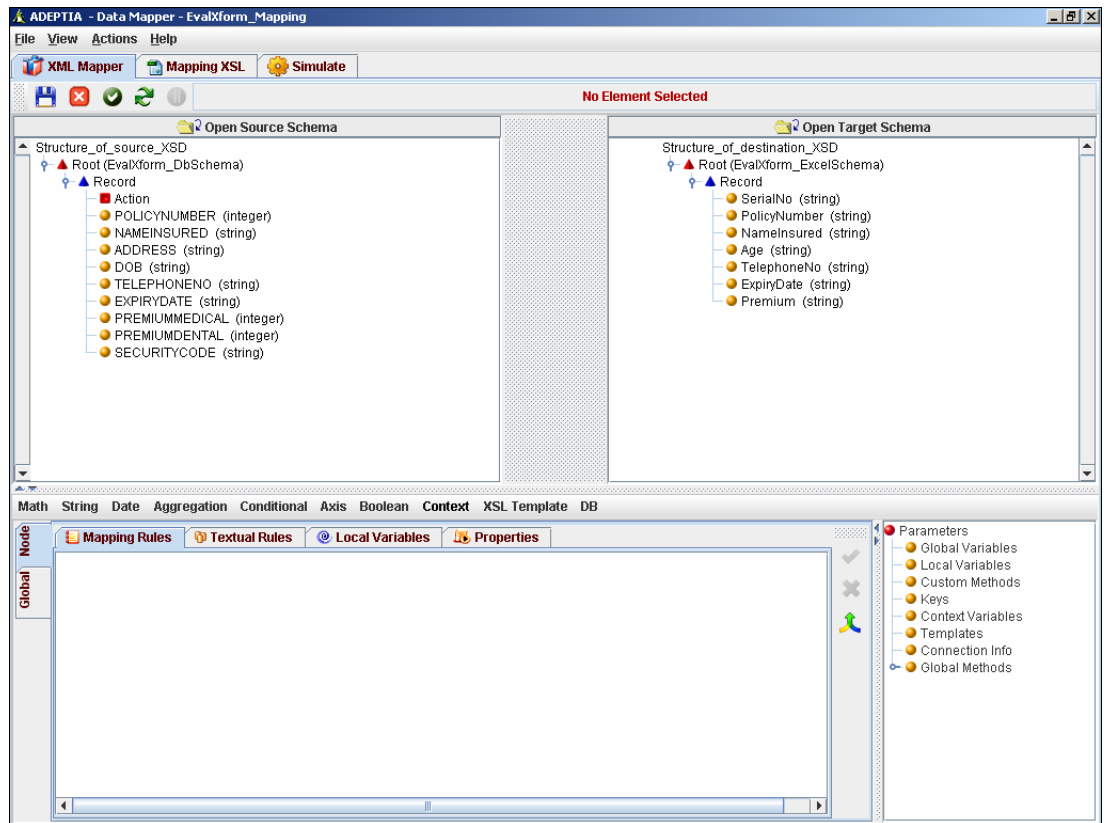 ADEPTIA - Data Mapper - EvalXform_Mapping
File View Actions Help
XML Mapper Mapping XSL Simulate
No Element Selected
Open Source Schema
Structure_of_source_XSD
Root (EvalXform_DbSchema)
Record
Action
POLICYNUMBER (integer)
NAMEINSURED (string)
ADDRESS (string)
DOB (string)
TELEPHONENO (string)
EXPIRYDATE (string)
PREMIUMMEDICAL (integer)
PREMIUMDENTAL (integer)
SECURITYCODE (string)
Open Target Schema
Structure_of_destination_XSD
Root (EvalXform_ExcelSchema)
Record
SerialNo (string)
PolicyNumber (string)
NameInsured (string)
Age (string)
TelephoneNo (string)
ExpiryDate (string)
Premium (string)
Math String Date Aggregation Conditional Axis Boolean Context XSL Template DB
Node
Global
Mapping Rules Textual Rules Local Variables Properties
Parameters
Global Variables
Local Variables
Custom Methods
Keys
Context Variables
Templates
Connection Info
Global Methods